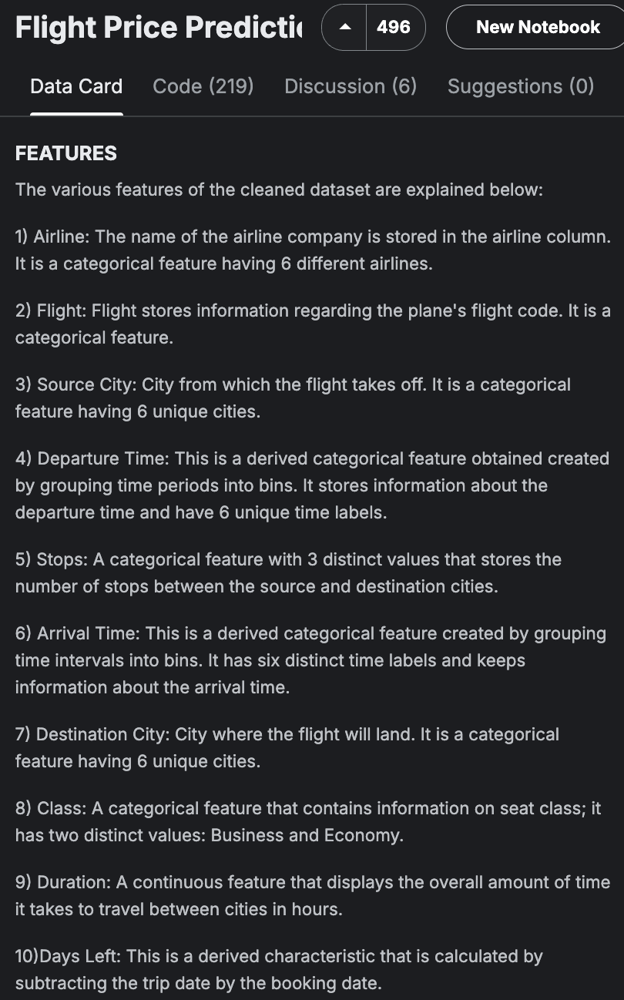 Flight Price Predicti
496
New Notebook
Data Card
Code (219)
Discussion (6)
Suggestions (0)
FEATURES
The various features of the cleaned dataset are explained below:
1) Airline: The name of the airline company is stored in the airline column.
It is a categorical feature having 6 different airlines.
2) Flight: Flight stores information regarding the plane's flight code. It is a
categorical feature.
3) Source City: City from which the flight takes off. It is a categorical
feature having 6 unique cities.
4) Departure Time: This is a derived categorical feature obtained created
by grouping time periods into bins. It stores information about the
departure time and have 6 unique time labels.
5) Stops: A categorical feature with 3 distinct values that stores the
number of stops between the source and destination cities.
6) Arrival Time: This is a derived categorical feature created by grouping
time intervals into bins. It has six distinct time labels and keeps
information about the arrival time.
7) Destination City: City where the flight will land. It is a categorical
feature having 6 unique cities.
8) Class: A categorical feature that contains information on seat class; it
has two distinct values: Business and Economy.
9) Duration: A continuous feature that displays the overall amount of time
it takes to travel between cities in hours.
10)Days Left: This is a derived characteristic that is calculated by
subtracting the trip date by the booking date.